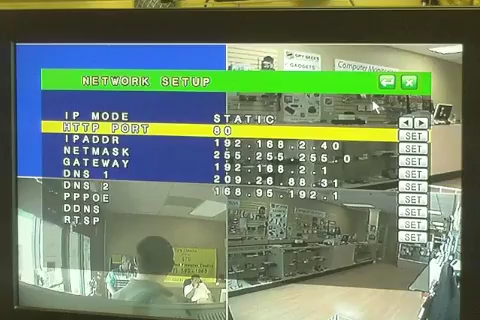 SPY GEEKS
GADGETS
Computer
NETWORK SETUP
IP MODE STATIC
HTTP PORT 80 SET
IPADDR 192.168.2.40 SET
NETMASK 255.255.255.0 SET
GATEWAY 192.168.2.1 SET
DNS 1 209.26.88.31 SET
DNS 2 168.95.192.1 SET
PPPOE SET
DDNS SET
RTSP SET